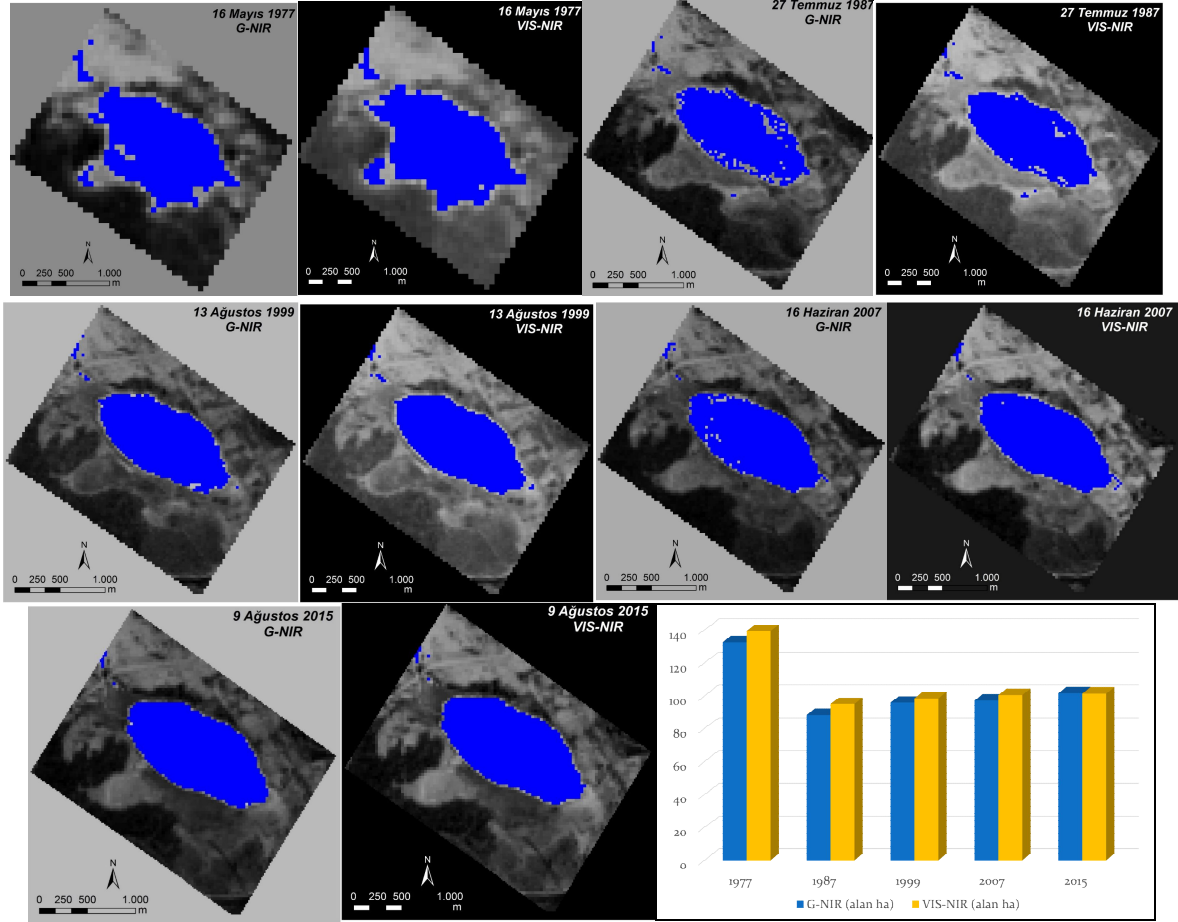 16 Mayıs 1977
G-NIR
N
0 250 500 1.000
m
16 Mayıs 1977
VIS-NIR
N
0 250 500 1.000
m
27 Temmuz 1987
G-NIR
N
0 250 500 1.000
m
27 Temmuz 1987
VIS-NIR
N
0 250 500 1.000
m
13 Ağustos 1999
G-NIR
N
0 250 500 1.000
m
13 Ağustos 1999
VIS-NIR
N
0 250 500 1.000
m
16 Haziran 2007
G-NIR
N
0 250 500 1.000
m
16 Haziran 2007
VIS-NIR
N
0 250 500 1.000
m
9 Ağustos 2015
G-NIR
N
0 250 500 1.000
m
9 Ağustos 2015
VIS-NIR
N
0 250 500 1.000
m
140
120
100
80
60
40
20
0
1977 1987 1999 2007 2015
G-NIR (alan ha) VIS-NIR (alan ha)